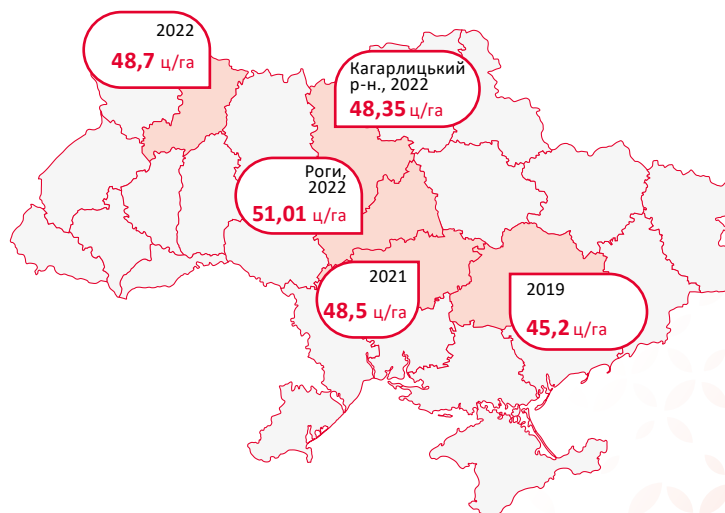 2022
48,7 ц/га
Кагарлицький
р-н., 2022
48,35 ц/га
Роги,
2022
51,01 ц/га
2021
48,5 ц/га
2019
45,2 ц/га